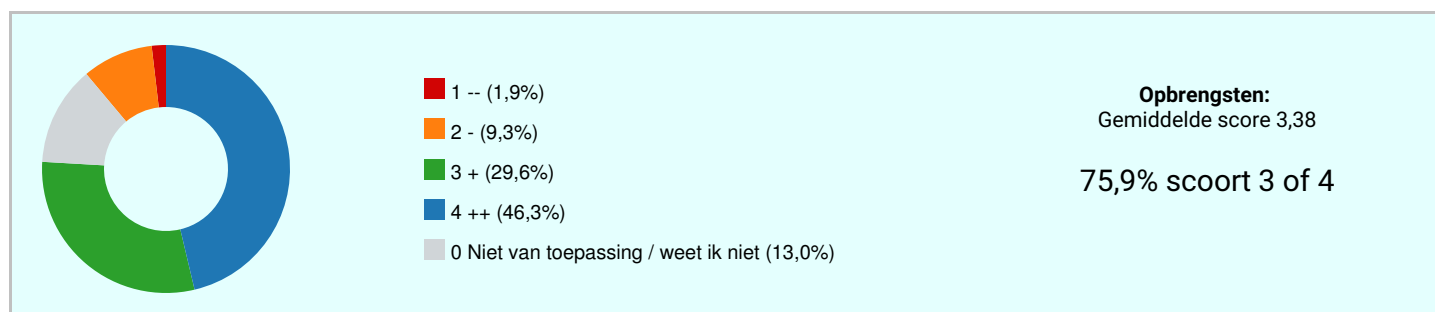 1 -- (1,9%)
2 - (9,3%)
3 + (29,6%)
4 ++ (46,3%)
0 Niet van toepassing / weet ik niet (13,0%)
Opbrengsten:
Gemiddelde score 3,38
75,9% scoort 3 of 4